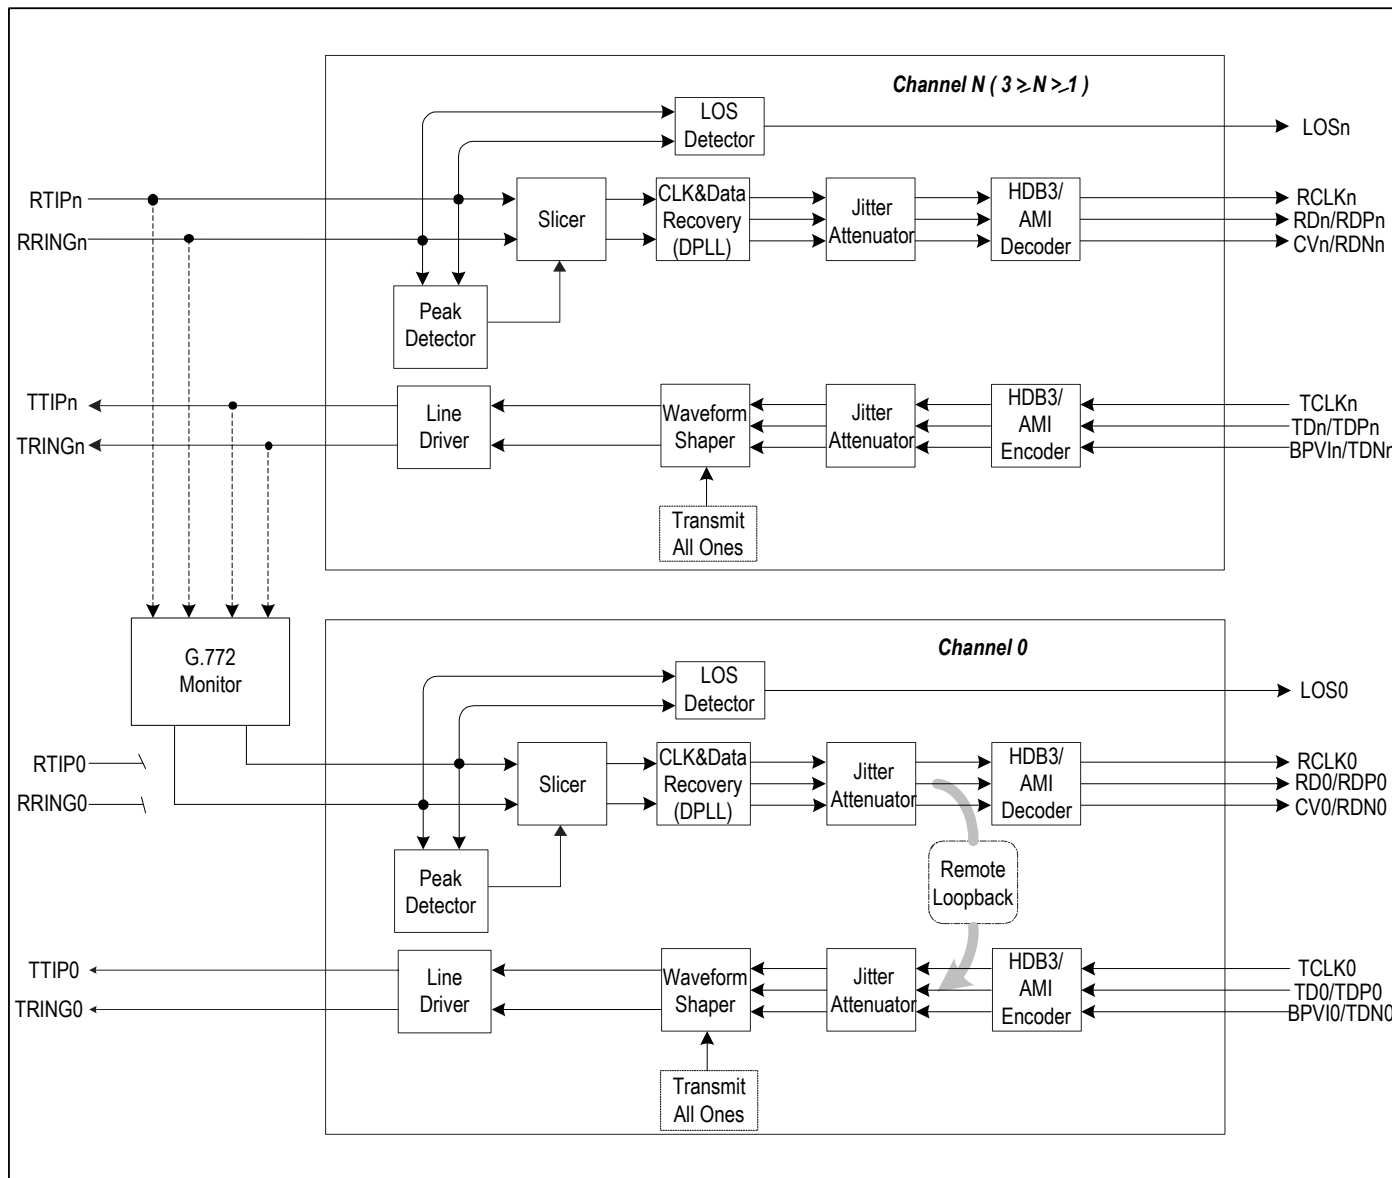 Channel N ( 3 ≥ N ≥ 1 )
LOS
Detector
LOSn
RTIPn
RRINGn
Slicer
CLK&Data
Recovery
(DPLL)
Jitter
Attenuator
HDB3/
AMI
Decoder
RCLKn
RDn/RDPn
CVn/RDNn
Peak
Detector
TTIPn
TRINGn
Line
Driver
Waveform
Shaper
Jitter
Attenuator
HDB3/
AMI
Encoder
TCLKn
TDn/TDPn
BPVIn/TDNn
Transmit
All Ones
G.772
Monitor
Channel 0
LOS
Detector
LOS0
RTIP0
RRING0
Slicer
CLK&Data
Recovery
(DPLL)
Jitter
Attenuator
HDB3/
AMI
Decoder
RCLK0
RD0/RDP0
CV0/RDN0
Peak
Detector
Remote
Loopback
TTIP0
TRING0
Line
Driver
Waveform
Shaper
Jitter
Attenuator
HDB3/
AMI
Encoder
TCLK0
TD0/TDP0
BPVI0/TDN0
Transmit
All Ones